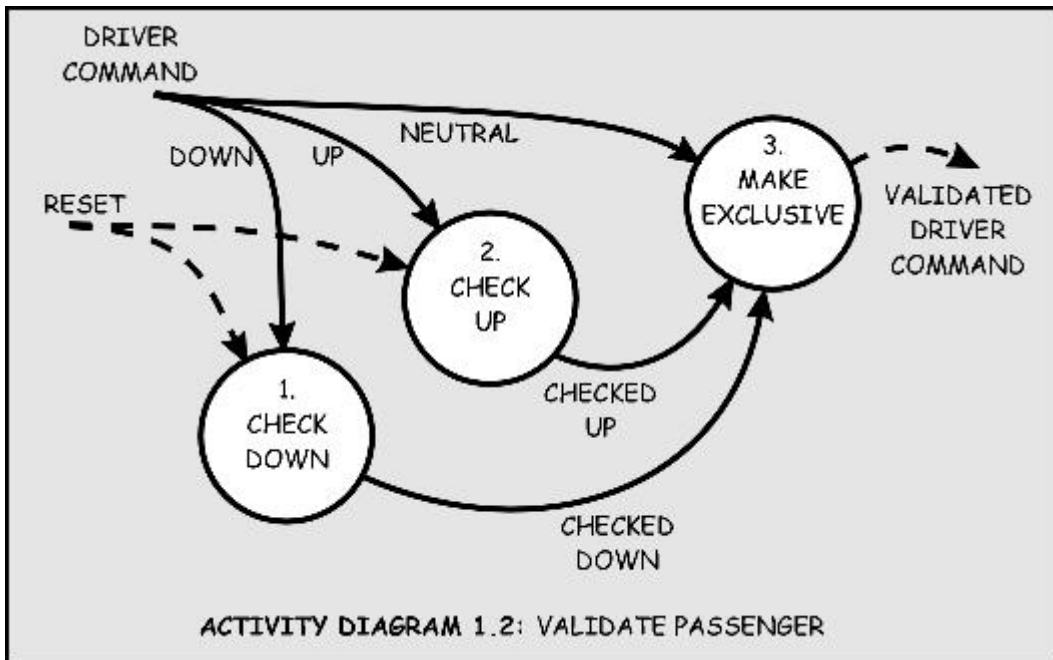 DRIVER
COMMAND
NEUTRAL
DOWN
UP
RESET
3.
MAKE
EXCLUSIVE
VALIDATED
DRIVER
COMMAND
2.
CHECK
UP
1.
CHECK
DOWN
CHECKED
UP
CHECKED
DOWN
ACTIVITY DIAGRAM 1.2: VALIDATE PASSENGER